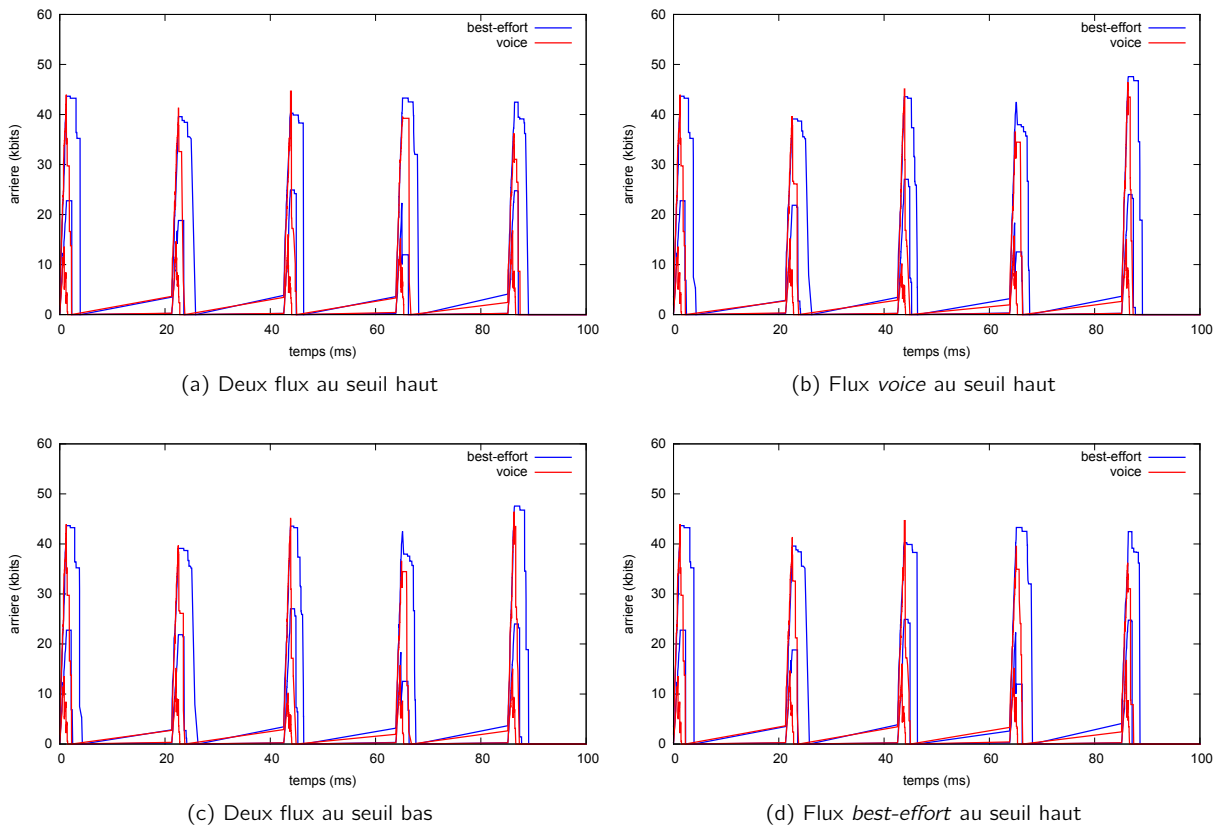 60
50
40
30
20
10
0
arriere (kbits)
best-effort
voice
0 20 40 60 80 100
temps (ms)
(a) Deux flux au seuil haut
60
50
40
30
20
10
0
arriere (kbits)
best-effort
voice
0 20 40 60 80 100
temps (ms)
(b) Flux voice au seuil haut
60
50
40
30
20
10
0
arriere (kbits)
best-effort
voice
0 20 40 60 80 100
temps (ms)
(c) Deux flux au seuil bas
60
50
40
30
20
10
0
arriere (kbits)
best-effort
voice
0 20 40 60 80 100
temps (ms)
(d) Flux best-effort au seuil haut